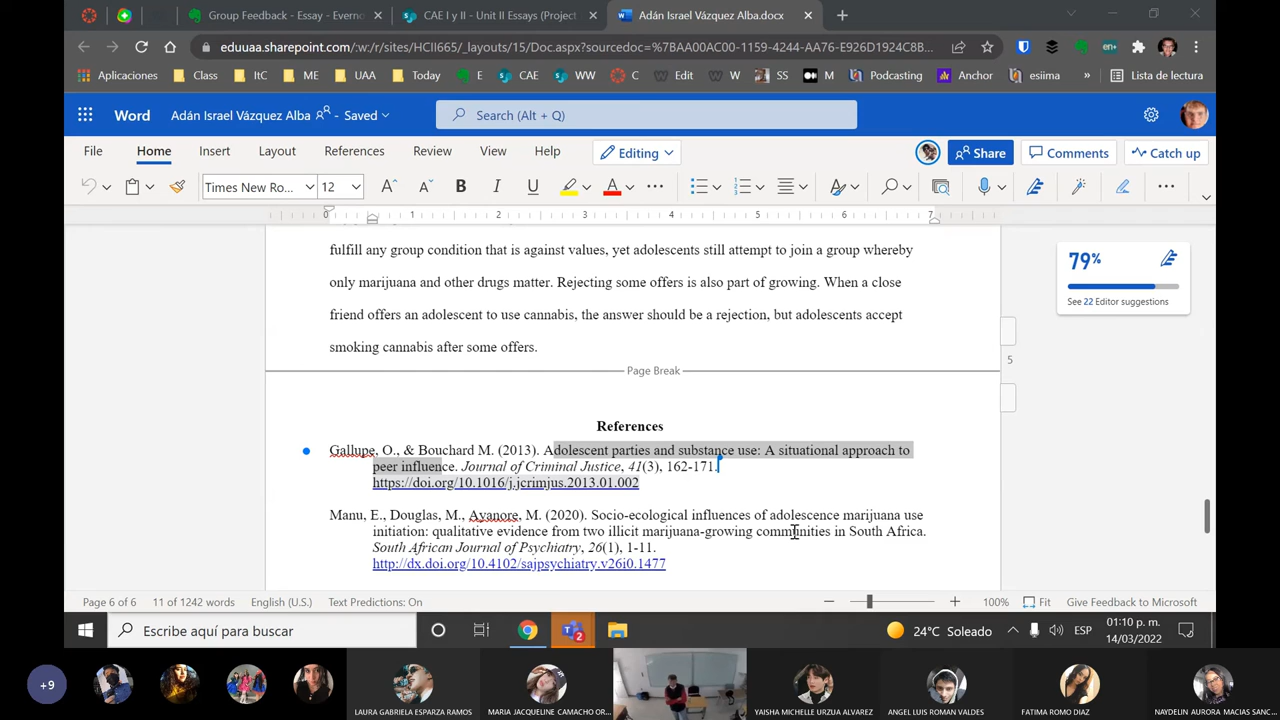 Group Feedback - Essay - Everno
CAE I y II - Unit II Essays (Project
Adán Israel Vázquez Alba.docx
eduuaa.sharepoint.com/:w:/r/sites/HCII665/_layouts/15/Doc.aspx?sourcedoc=%7BAA00AC00-1159-4244-AA76-E926D1924C8B...
Aplicaciones
Class
ItC
ME
UAA
Today
E
CAE
WW
C
Edit
W
SS
M
Podcasting
Anchor
esiima
»
Lista de lectura
Word
Adán Israel Vázquez Alba - Saved
Search (Alt + Q)
File
Home
Insert
Layout
References
Review
View
Help
Editing
Share
Comments
Catch up
Times New Ro...
12
B
I
U
A
0 1 2 3 4 5 6 7
fulfill any group condition that is against values, yet adolescents still attempt to join a group whereby
only marijuana and other drugs matter. Rejecting some offers is also part of growing. When a close
friend offers an adolescent to use cannabis, the answer should be a rejection, but adolescents accept
smoking cannabis after some offers.
79%
See 22 Editor suggestions
5
Page Break
References
Gallupe, O., & Bouchard M. (2013). Adolescent parties and substance use: A situational approach to
peer influence. Journal of Criminal Justice, 41(3), 162-171.
https://doi.org/10.1016/j.jcrimjus.2013.01.002
Manu, E., Douglas, M., Ayanore, M. (2020). Socio-ecological influences of adolescence marijuana use
initiation: qualitative evidence from two illicit marijuana-growing communities in South Africa.
South African Journal of Psychiatry, 26(1), 1-11.
http://dx.doi.org/10.4102/sajpsychiatry.v26i0.1477
Page 6 of 6
11 of 1242 words
English (U.S.)
Text Predictions: On
100%
Fit
Give Feedback to Microsoft
Escribe aquí para buscar
2
24°C Soleado
ESP
01:10 p. m.
14/03/2022
+9
LAURA GABRIELA ESPARZA RAMOS
MARIA JACQUELINE CAMACHO OR...
YAISHA MICHELLE URZUA ALVAREZ
ANGEL LUIS ROMAN VALDES
FATIMA ROMO DIAZ
NAYDELIN AURORA MACIAS SAN...